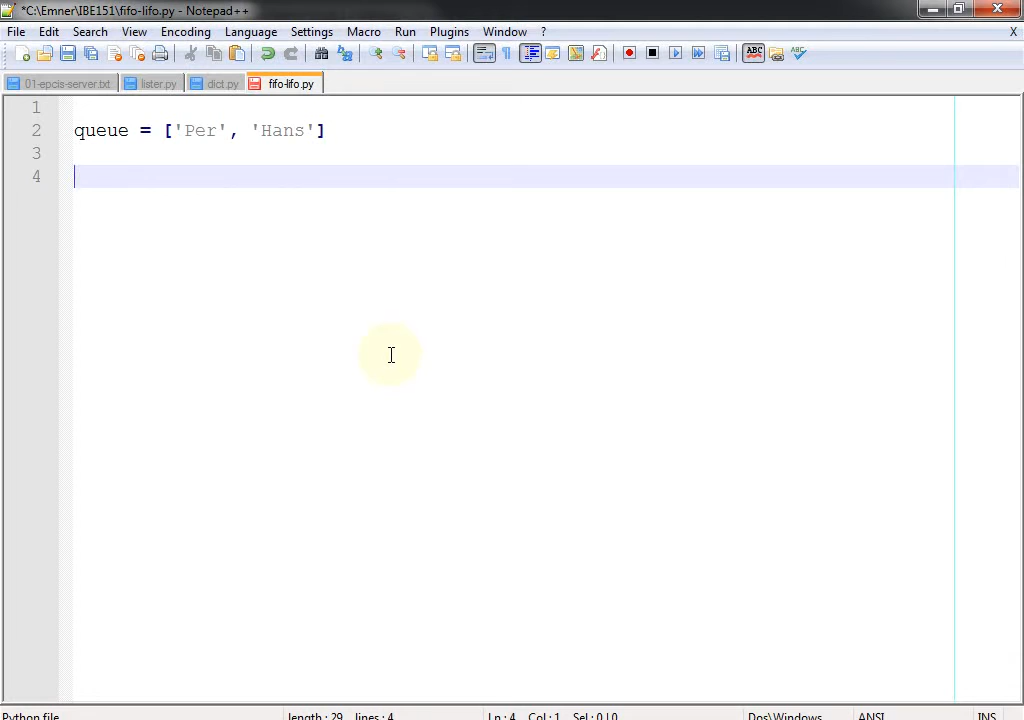 *C:\Emner\IBE151\fifo-lifo.py - Notepad++
File Edit Search View Encoding Language Settings Macro Run Plugins Window ? X
01-epcis-server.txt lister.py dict.py fifo-lifo.py
1
2 queue = ['Per', 'Hans']
3
4
Python file length : 29 lines : 4 Ln : 4 Col : 1 Sel : 0 | 0 Dos\Windows ANSI INS